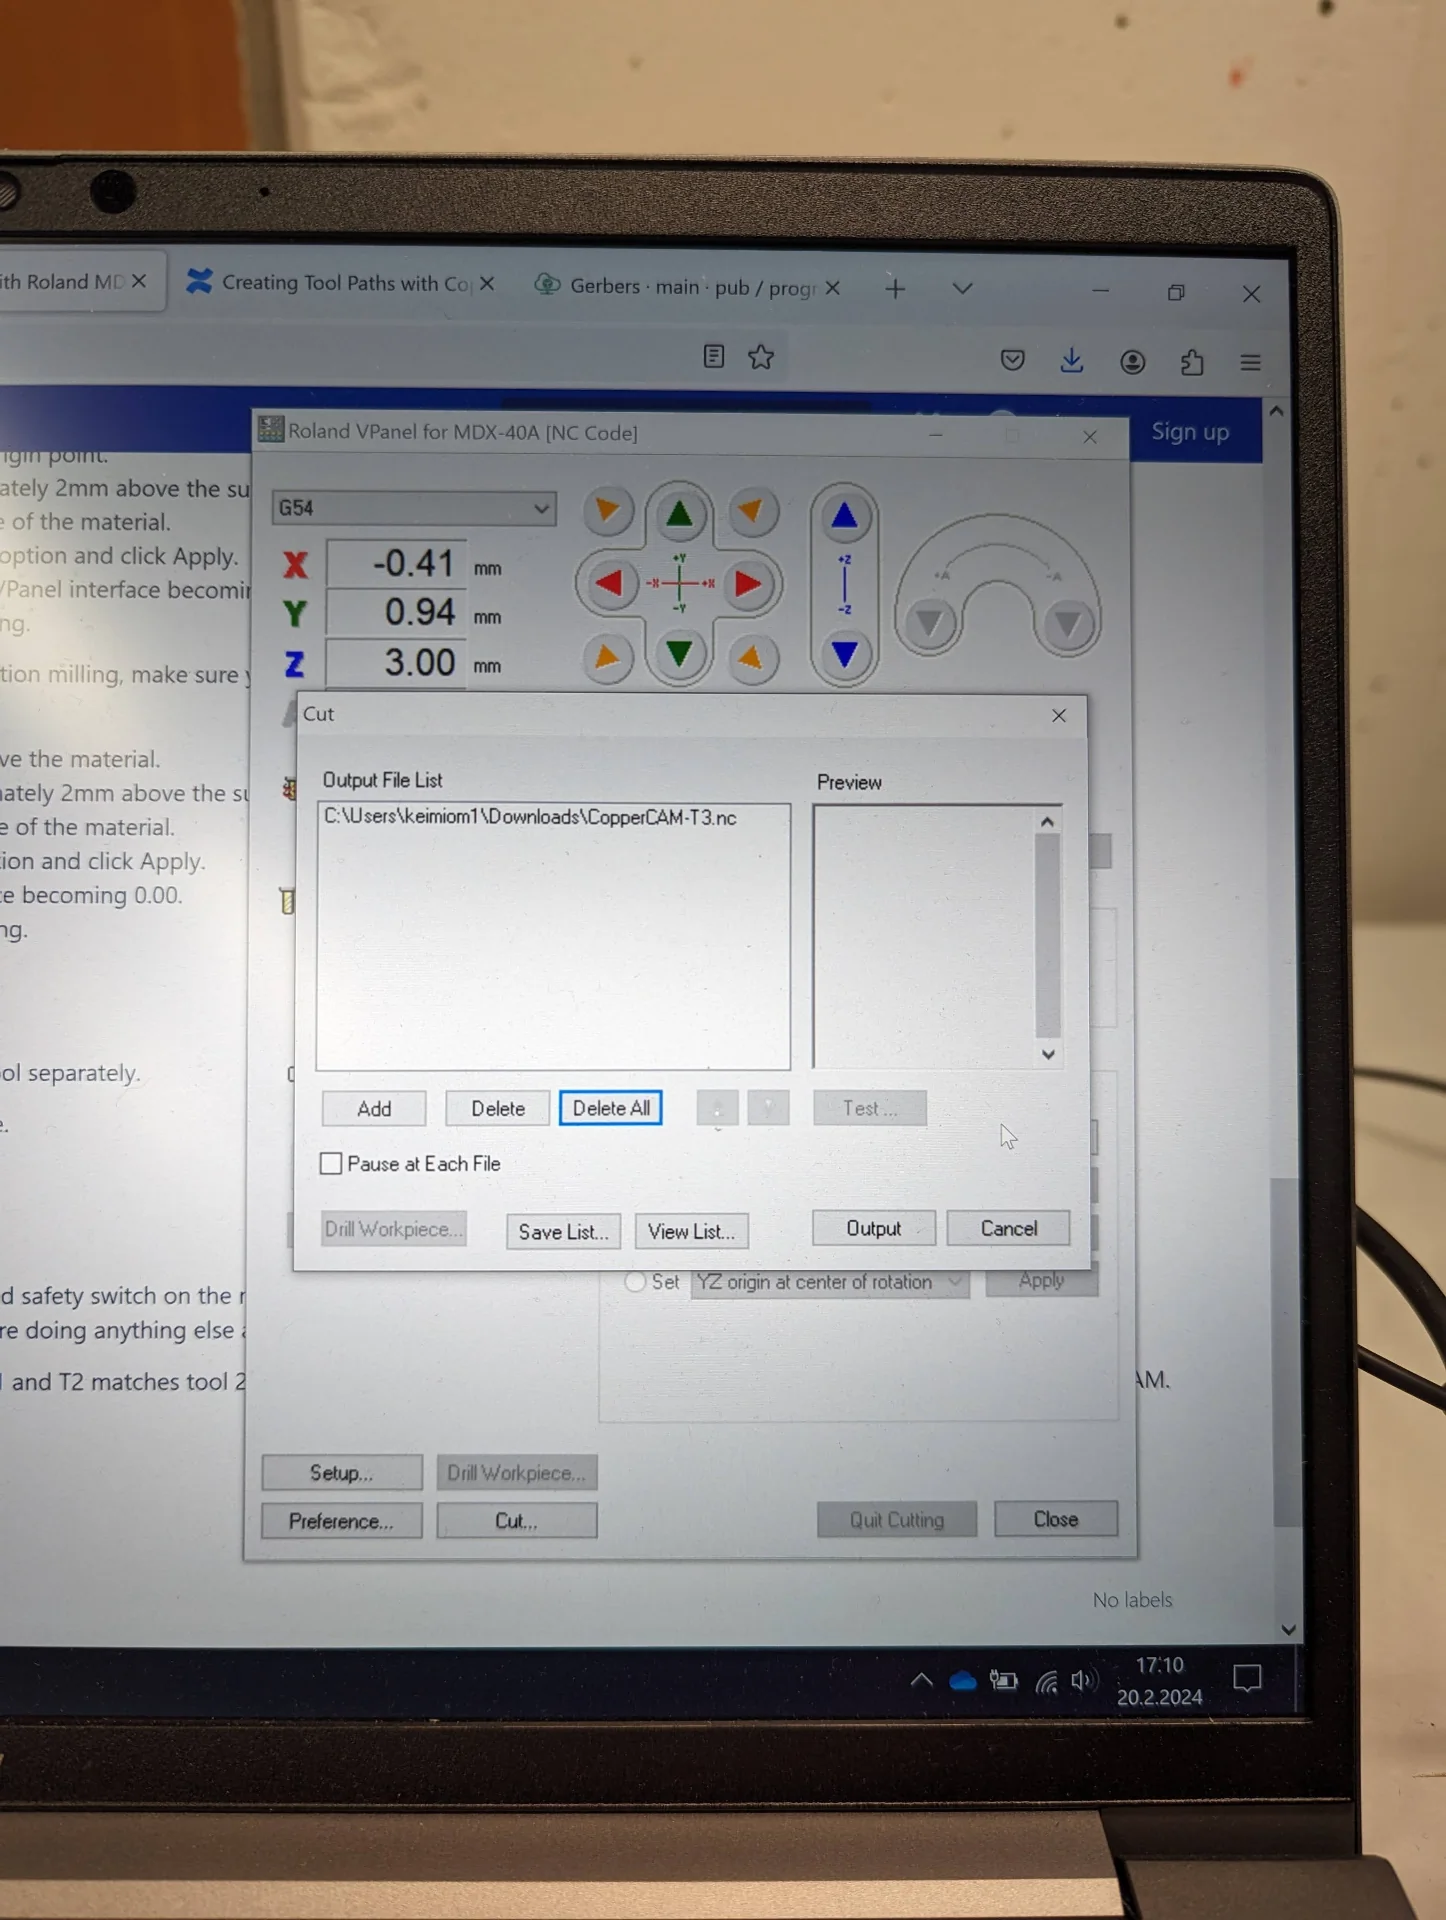 ith Roland MD
Creating Tool Paths with Co
Gerbers · main · pub / progr
Sign up
igin point.
ately 2mm above the su
e of the material.
option and click Apply.
/Panel interface becomin
ng.
tion milling, make sure y
ve the material.
nately 2mm above the su
e of the material.
tion and click Apply.
ce becoming 0.00.
ng.
ol separately.
e.
d safety switch on the r
re doing anything else a
and T2 matches tool 2
AM.
No labels
Roland VPanel for MDX-40A [NC Code]
G54
X -0.41 mm
Y 0.94 mm
Z 3.00 mm
+Y
-X +X
-Y
+Z
-Z
+A -A
Cut
Output File List
Preview
C:\Users\keimiom1\Downloads\CopperCAM-T3.nc
Add Delete Delete All Test ...
Pause at Each File
Drill Workpiece... Save List... View List... Output Cancel
Set YZ origin at center of rotation Apply
Setup... Drill Workpiece...
Preference... Cut... Quit Cutting Close
17:10
20.2.2024